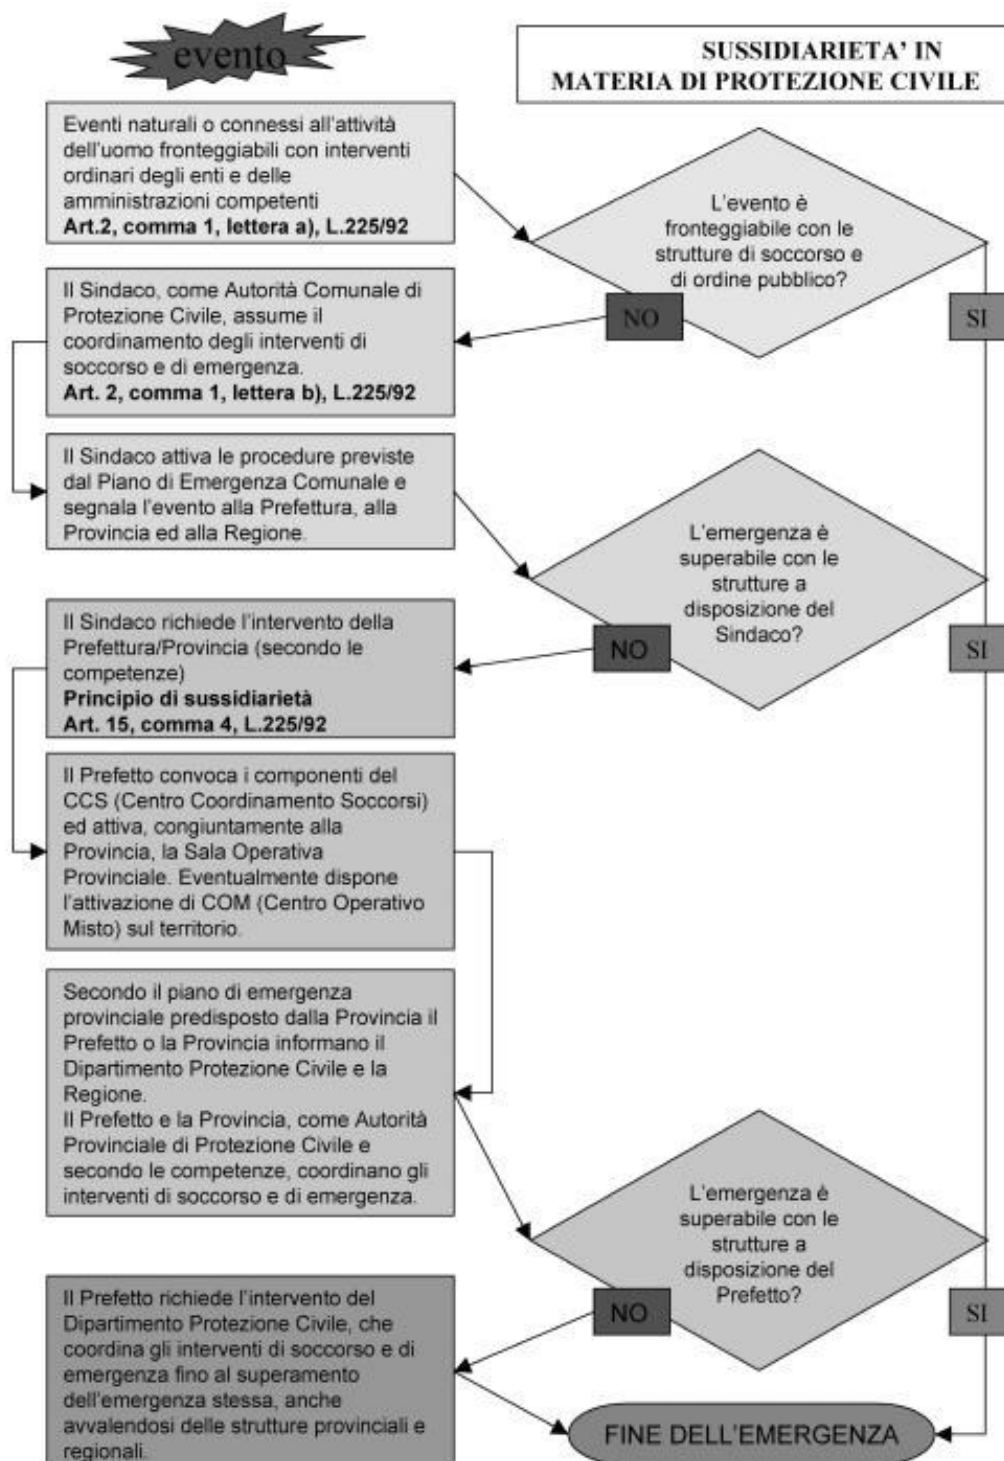 evento
SUSSIDIARIETA' IN
MATERIA DI PROTEZIONE CIVILE
Eventi naturali o connessi all'attività
dell'uomo fronteggiabili con interventi
ordinari degli enti e delle
amministrazioni competenti
Art.2, comma 1, lettera a), L.225/92
L'evento è
fronteggiabile con le
strutture di soccorso e
di ordine pubblico?
NO
SI
Il Sindaco, come Autorità Comunale di
Protezione Civile, assume il
coordinamento degli interventi di
soccorso e di emergenza.
Art. 2, comma 1, lettera b), L.225/92
Il Sindaco attiva le procedure previste
dal Piano di Emergenza Comunale e
segnala l'evento alla Prefettura, alla
Provincia ed alla Regione.
L'emergenza è
superabile con le
strutture a
disposizione del
Sindaco?
NO
SI
Il Sindaco richiede l'intervento della
Prefettura/Provincia (secondo le
competenze)
Principio di sussidiarietà
Art. 15, comma 4, L.225/92
Il Prefetto convoca i componenti del
CCS (Centro Coordinamento Soccorsi)
ed attiva, congiuntamente alla
Provincia, la Sala Operativa
Provinciale. Eventualmente dispone
l'attivazione di COM (Centro Operativo
Misto) sul territorio.
Secondo il piano di emergenza
provinciale predisposto dalla Provincia il
Prefetto o la Provincia informano il
Dipartimento Protezione Civile e la
Regione.
Il Prefetto e la Provincia, come Autorità
Provinciale di Protezione Civile e
secondo le competenze, coordinano gli
interventi di soccorso e di emergenza.
L'emergenza è
superabile con le
strutture a
disposizione del
Prefetto?
NO
SI
Il Prefetto richiede l'intervento del
Dipartimento Protezione Civile, che
coordina gli interventi di soccorso e di
emergenza fino al superamento
dell'emergenza stessa, anche
avvalendosi delle strutture provinciali e
regionali.
FINE DELL'EMERGENZA